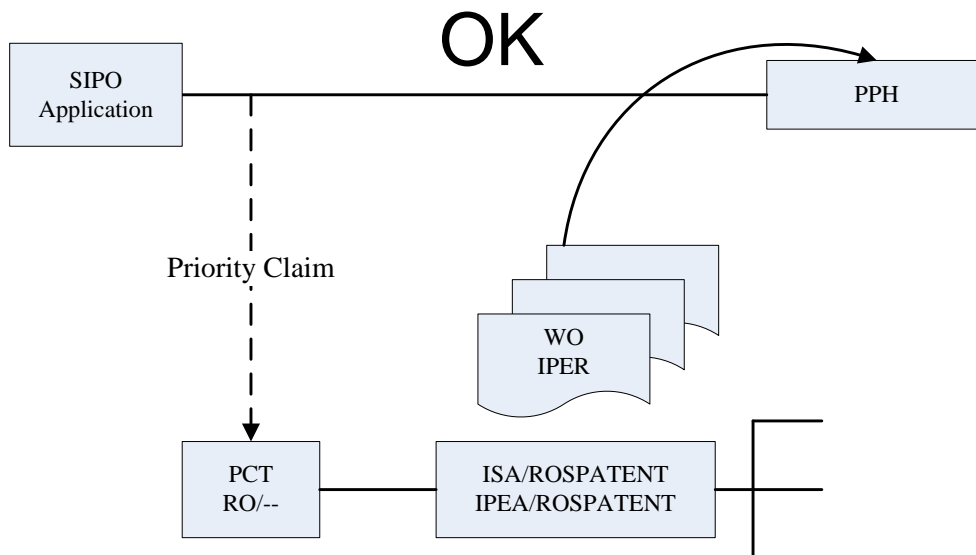 OK
SIPO
Application
PPH
Priority Claim
WO
IPER
PCT
RO/--
ISA/ROSPATENT
IPEA/ROSPATENT